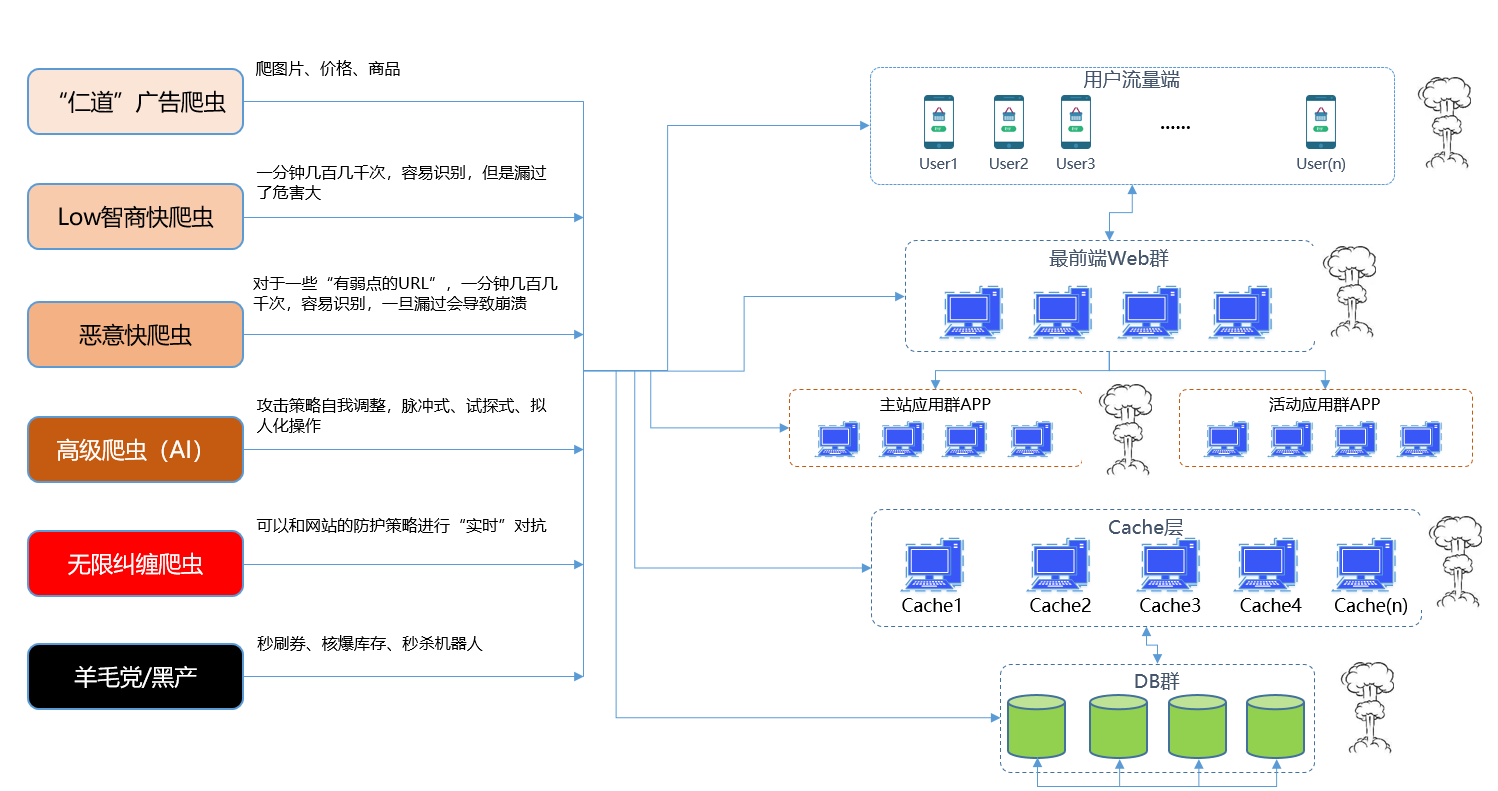 “仁道”广告爬虫
爬图片、价格、商品
Low智商快爬虫
一分钟几百几千次，容易识别，但是漏过
了危害大
恶意快爬虫
对于一些“有弱点的URL”，一分钟几百几
千次，容易识别，一旦漏过会导致崩溃
高级爬虫（AI）
攻击策略自我调整，脉冲式、试探式、拟
人化操作
无限纠缠爬虫
可以和网站的防护策略进行“实时”对抗
羊毛党/黑产
秒刷券、核爆库存、秒杀机器人
用户流量端
......
User1
User2
User3
User(n)
最前端Web群
主站应用群APP
活动应用群APP
Cache层
Cache1
Cache2
Cache3
Cache4
Cache(n)
DB群